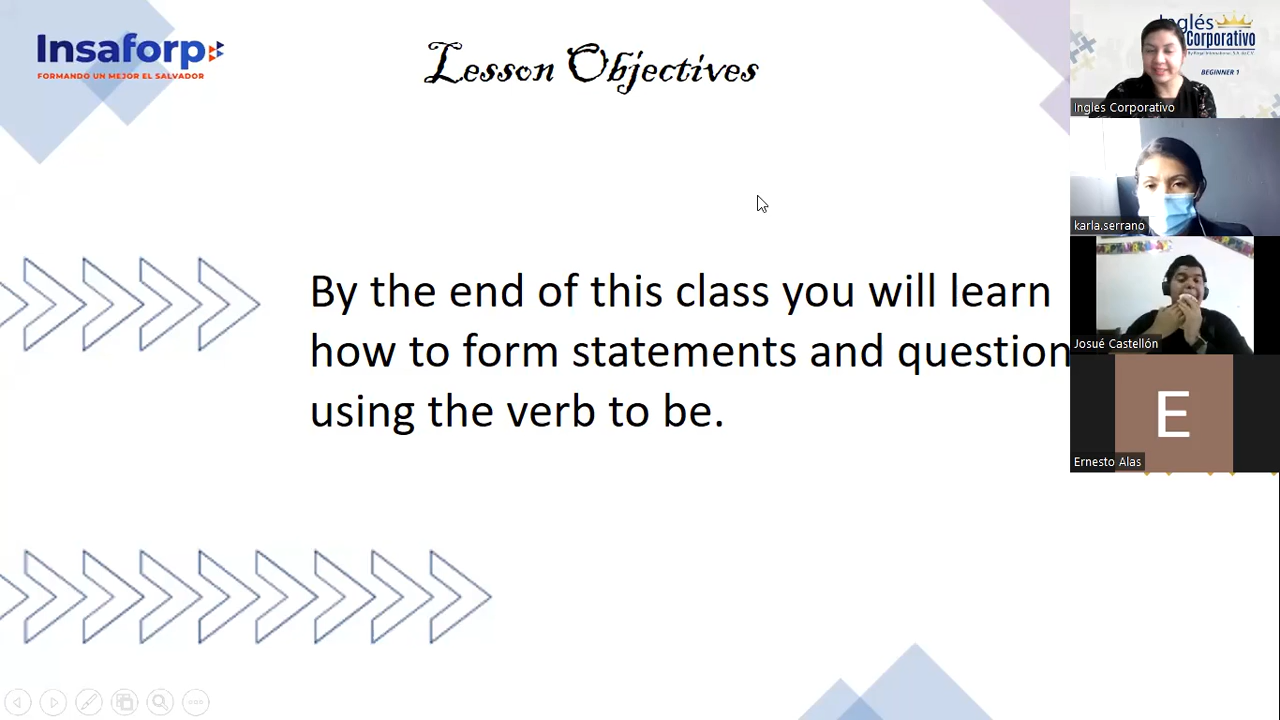 Insaforp
FORMANDO UN MEJOR EL SALVADOR
Lesson Objectives
By the end of this class you will learn
how to form statements and question
using the verb to be.
Inglés
Corporativo
BEGINNER 1
Ingles Corporativo
karla.serrano
Josué Castellón
E
Ernesto Alas